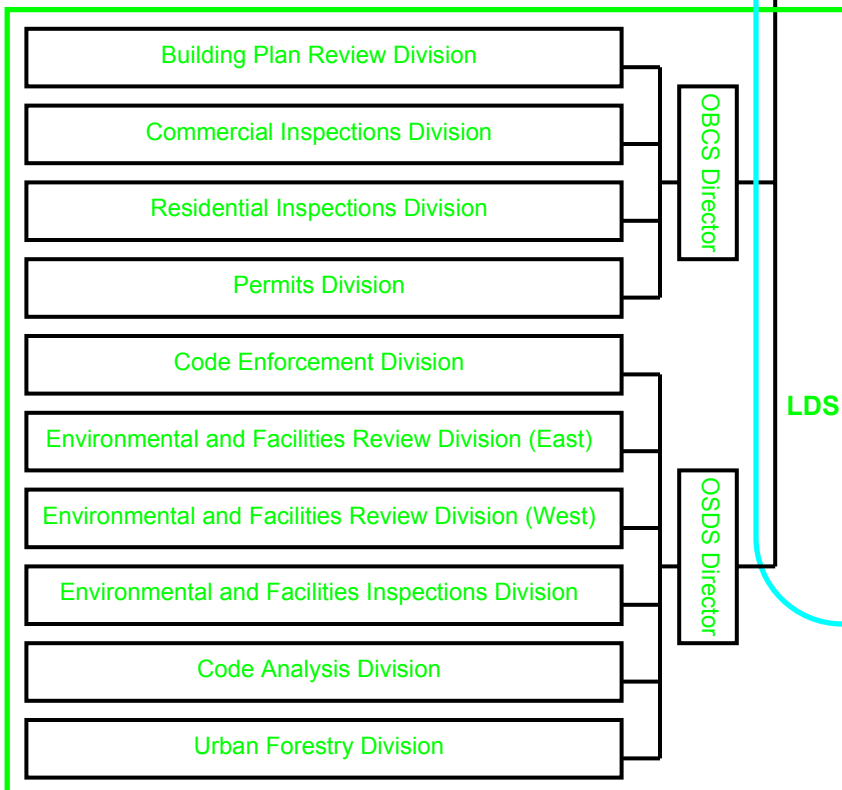 Building Plan Review Division
Commercial Inspections Division
Residential Inspections Division
Permits Division
OBCS Director
Code Enforcement Division
Environmental and Facilities Review Division (East)
Environmental and Facilities Review Division (West)
Environmental and Facilities Inspections Division
Code Analysis Division
Urban Forestry Division
OSDS Director
LDS